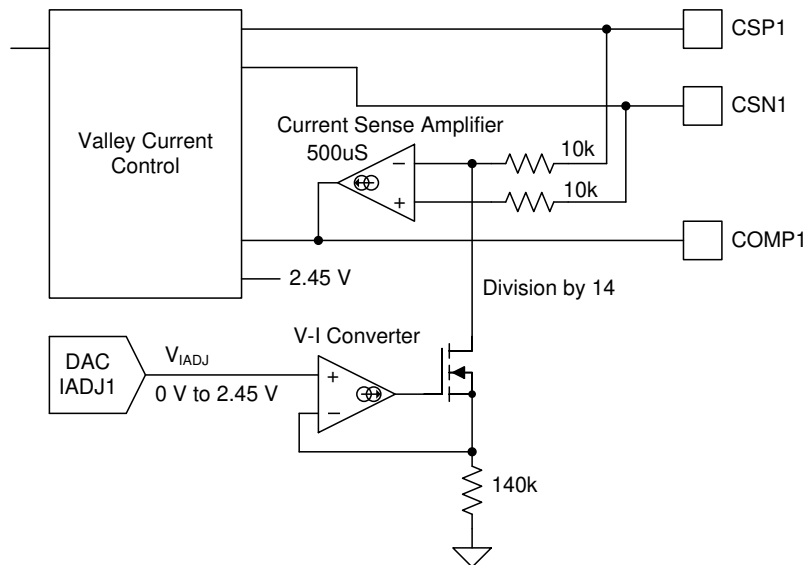 CSP1
CSN1
Valley Current
Control
Current Sense Amplifier
500uS
10k
−
10k
+
COMP1
2.45 V
Division by 14
V-I Converter
DAC
IADJ1
VIADJ
0 V to 2.45 V
+
−
140k